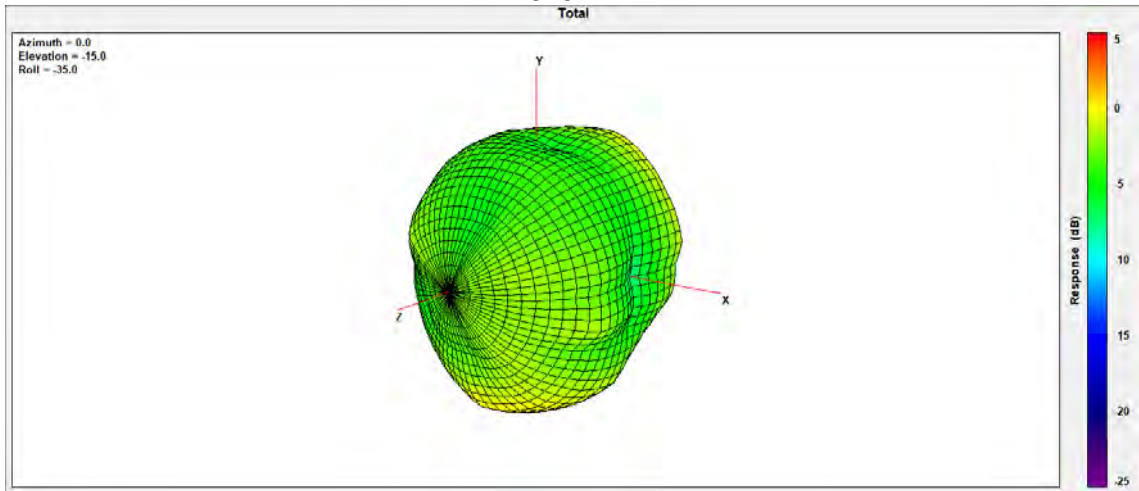 Total
Azimuth = 0.0
Elevation = -15.0
Roll = -35.0
Y
X
Z
5
0
-5
10
15
-20
-25
Response (dB)